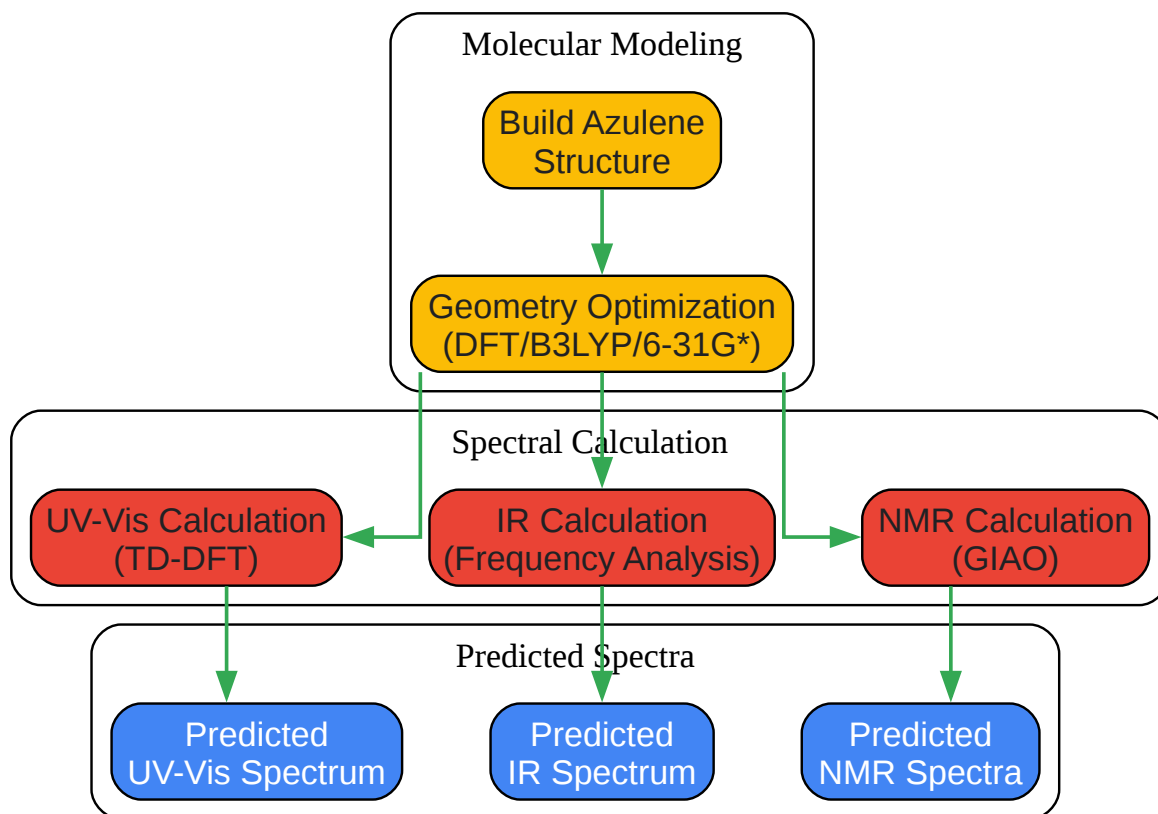 Molecular Modeling
Build Azulene
Structure
Geometry Optimization
(DFT/B3LYP/6-31G*)
Spectral Calculation
UV-Vis Calculation
(TD-DFT)
IR Calculation
(Frequency Analysis)
NMR Calculation
(GIAO)
Predicted Spectra
Predicted
UV-Vis Spectrum
Predicted
IR Spectrum
Predicted
NMR Spectra